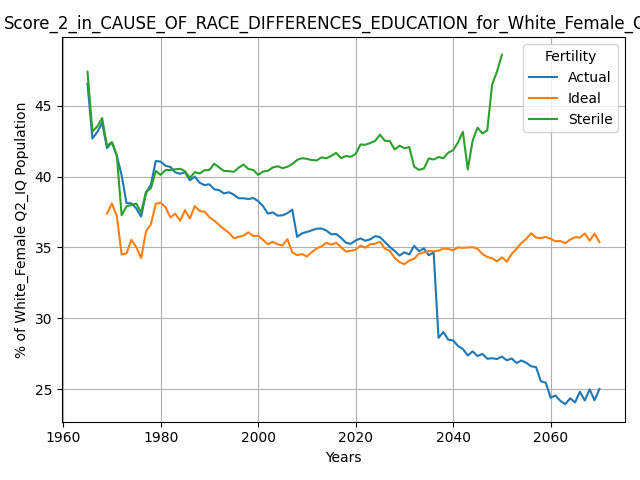 Score_2_in_CAUSE_OF_RACE_DIFFERENCES_EDUCATION_for_White_Female_
% of White_Female Q2_IQ Population
Fertility
Actual
Ideal
Sterile
45
40
35
30
25
1960
1980
2000
2020
2040
2060
Years